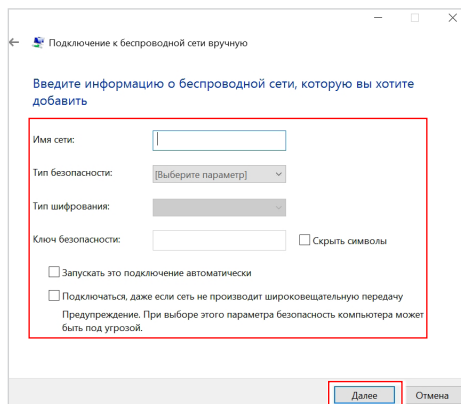 Подключение к беспроводной сети вручную
Введите информацию о беспроводной сети, которую вы хотите
добавить
Имя сети:
Тип безопасности: [Выберите параметр]
Тип шифрования:
Ключ безопасности: Скрыть символы
Запускать это подключение автоматически
Подключаться, даже если сеть не производит широковещательную передачу
Предупреждение. При выборе этого параметра безопасность компьютера может
быть под угрозой.
Далее Отмена